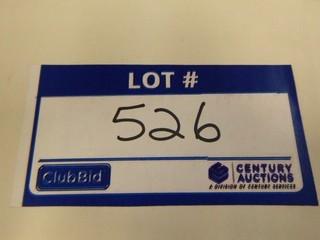 LOT #
526
ClubBid
CENTURY
AUCTIONS
A DIVISION OF CENTURY SERVICES